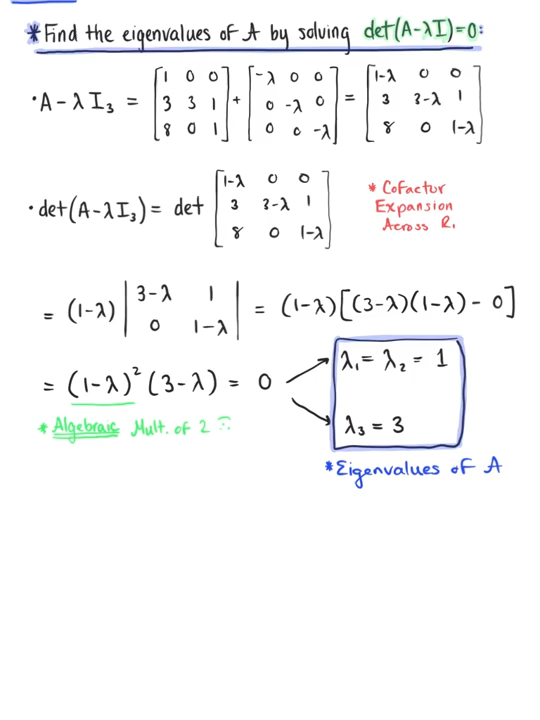 *Find the eigenvalues of A by solving det(A-λI)=0:
•A-λI₃ = [1 0 0; 3 3 1; 8 0 1] + [-λ 0 0; 0 -λ 0; 0 0 -λ] = [1-λ 0 0; 3 3-λ 1; 8 0 1-λ]
•det(A-λI₃) = det [1-λ 0 0; 3 3-λ 1; 8 0 1-λ]
* Cofactor
Expansion
Across R₁
= (1-λ) |3-λ 1; 0 1-λ| = (1-λ)[(3-λ)(1-λ) - 0]
= (1-λ)² (3-λ) = 0
λ₁ = λ₂ = 1
λ₃ = 3
* Algebraic Mult. of 2
*Eigenvalues of A